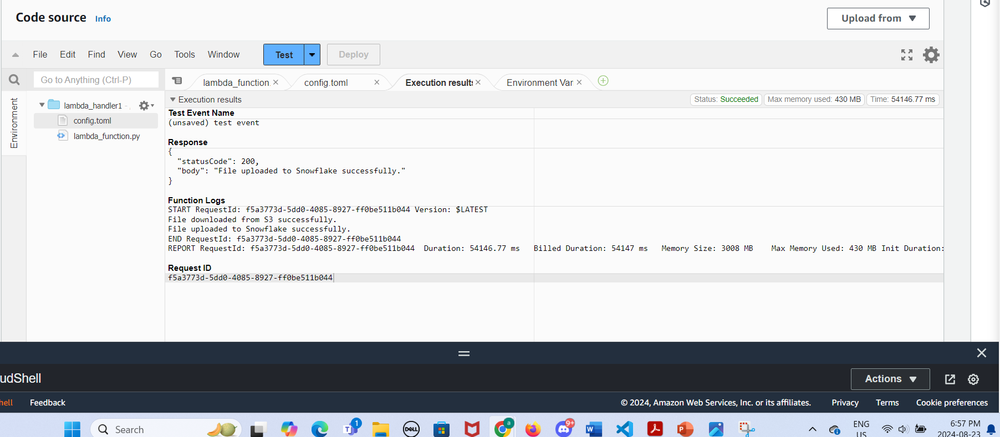 Code source Info
Upload from
File Edit Find View Go Tools Window Test Deploy
Go to Anything (Ctrl-P)
lambda_function. config.toml Execution results Environment Var
Environment
lambda_handler1 -
config.toml
lambda_function.py
Execution results
Status: Succeeded Max memory used: 430 MB Time: 54146.77 ms
Test Event Name
(unsaved) test event
Response
{
"statusCode": 200,
"body": "File uploaded to Snowflake successfully."
}
Function Logs
START RequestId: f5a3773d-5dd0-4085-8927-ff0be511b044 Version: $LATEST
File downloaded from S3 successfully.
File uploaded to Snowflake successfully.
END RequestId: f5a3773d-5dd0-4085-8927-ff0be511b044
REPORT RequestId: f5a3773d-5dd0-4085-8927-ff0be511b044 Duration: 54146.77 ms Billed Duration: 54147 ms Memory Size: 3008 MB Max Memory Used: 430 MB Init Duration:
Request ID
f5a3773d-5dd0-4085-8927-ff0be511b044
udShell
Actions
hell Feedback
© 2024, Amazon Web Services, Inc. or its affiliates. Privacy Terms Cookie preferences
Search
DELL
1
a
9+
ENG
US
6:57 PM
2024-08-23